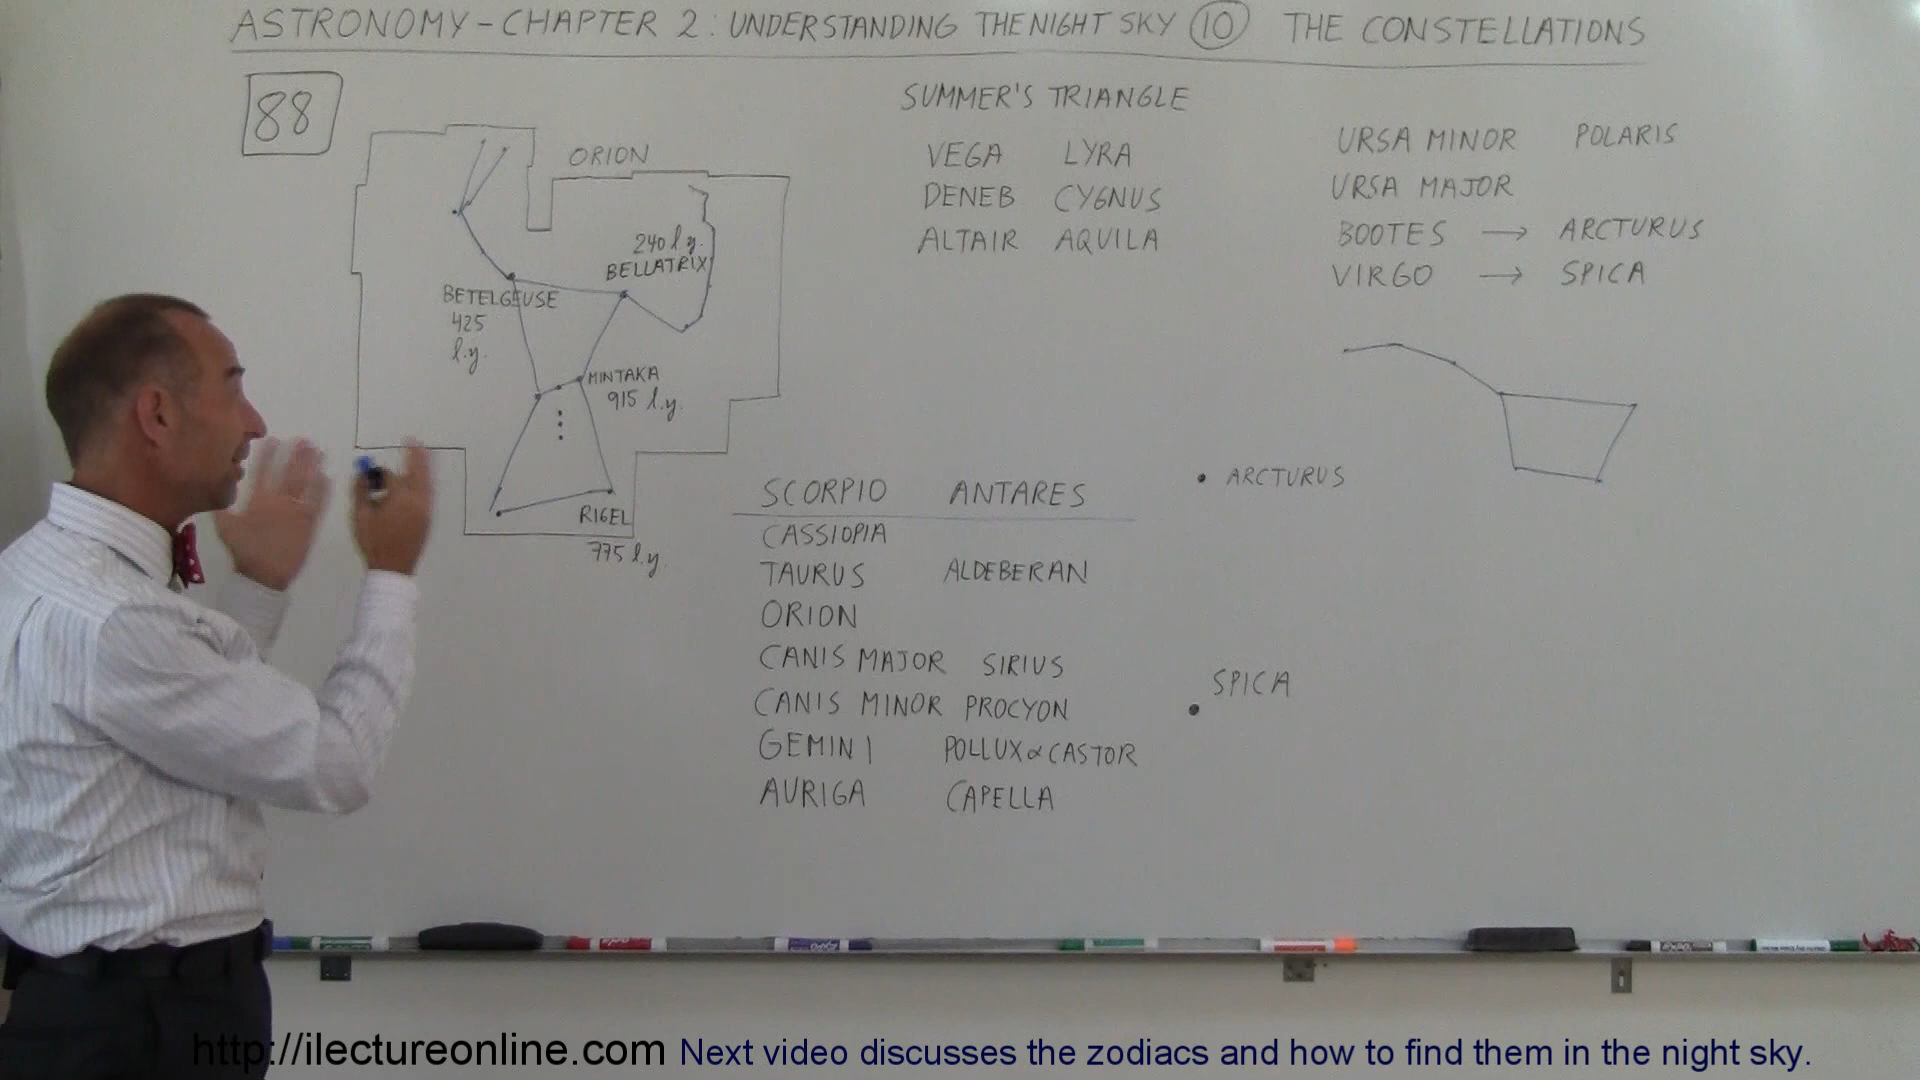 ASTRONOMY - CHAPTER 2 : UNDERSTANDING THE NIGHT SKY 10 THE CONSTELLATIONS
88
ORION
240 l.y.
BELLATRIX
BETELGEUSE
425
l.y.
MINTAKA
915 l.y.
RIGEL
775 l.y.
SUMMER'S TRIANGLE
VEGA LYRA
DENEB CYGNUS
ALTAIR AQUILA
URSA MINOR POLARIS
URSA MAJOR
BOOTES → ARCTURUS
VIRGO → SPICA
SCORPIO ANTARES
CASSIOPIA
TAURUS ALDEBERAN
ORION
CANIS MAJOR SIRIUS
CANIS MINOR PROCYON
GEMINI POLLUX & CASTOR
AURIGA CAPELLA
ARCTURUS
SPICA
http://ilectureonline.com Next video discusses the zodiacs and how to find them in the night sky.